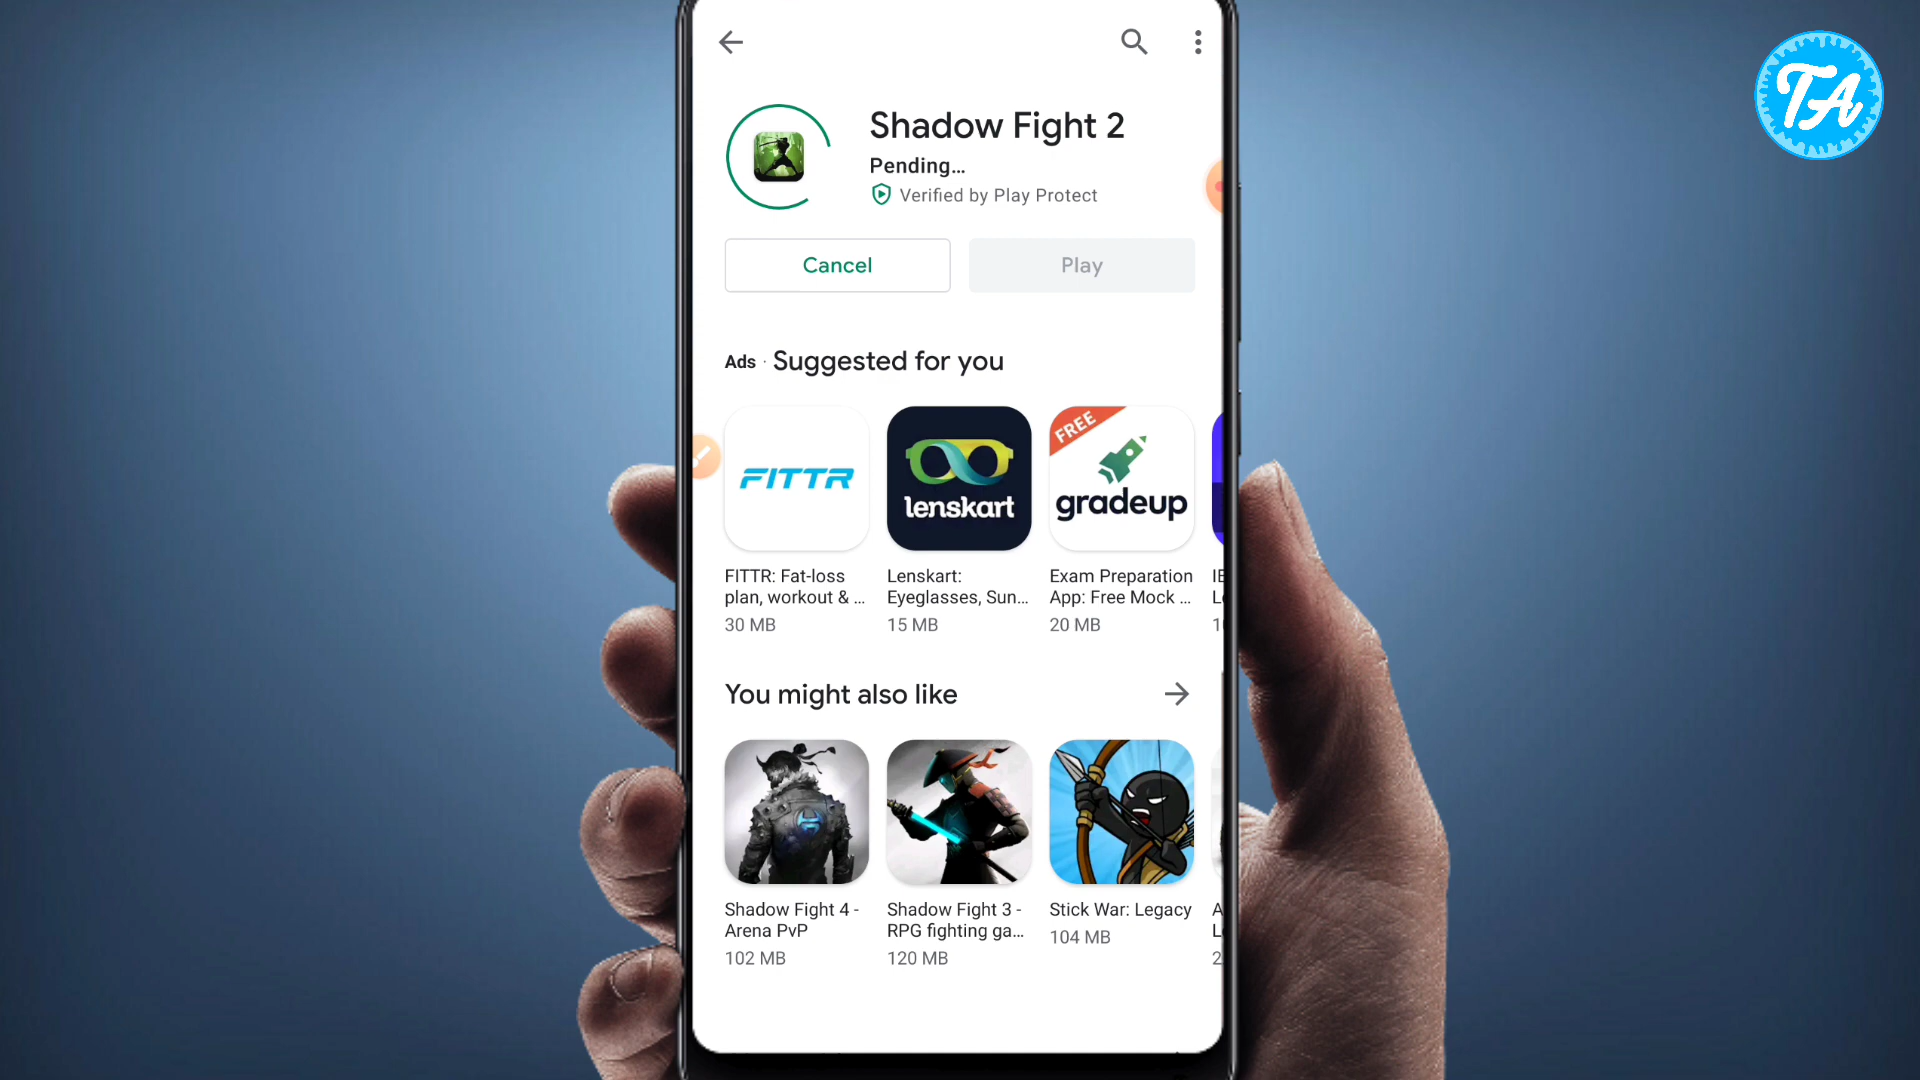 TA
Shadow Fight 2
Pending...
Verified by Play Protect
Cancel
Play
Ads · Suggested for you
FITTR
lenskart
FREE
gradeup
FITTR: Fat-loss
plan, workout & ...
30 MB
Lenskart:
Eyeglasses, Sun...
15 MB
Exam Preparation
App: Free Mock ...
20 MB
You might also like
Shadow Fight 4 -
Arena PvP
102 MB
Shadow Fight 3 -
RPG fighting ga...
120 MB
Stick War: Legacy
104 MB